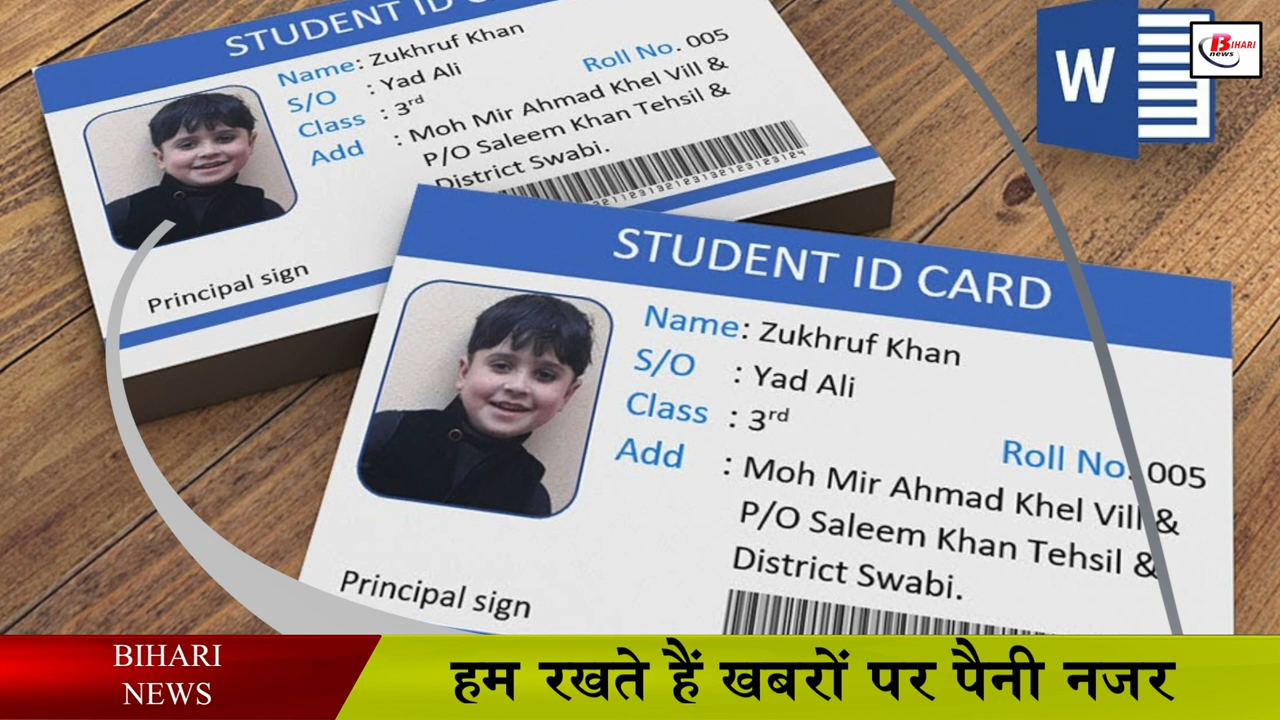 STUDENT ID C
Name: Zukhruf Khan
S/O : Yad Ali
Roll No. 005
Class : 3rd
Add : Moh Mir Ahmad Khel Vill &
P/O Saleem Khan Tehsil &
District Swabi.
Principal sign
W
BIHARI
news
STUDENT ID CARD
Name: Zukhruf Khan
S/O : Yad Ali
Class : 3rd
Roll No. 005
Add : Moh Mir Ahmad Khel Vill &
P/O Saleem Khan Tehsil &
District Swabi.
Principal sign
BIHARI
NEWS
हम रखते हैं खबरों पर पैनी नजर